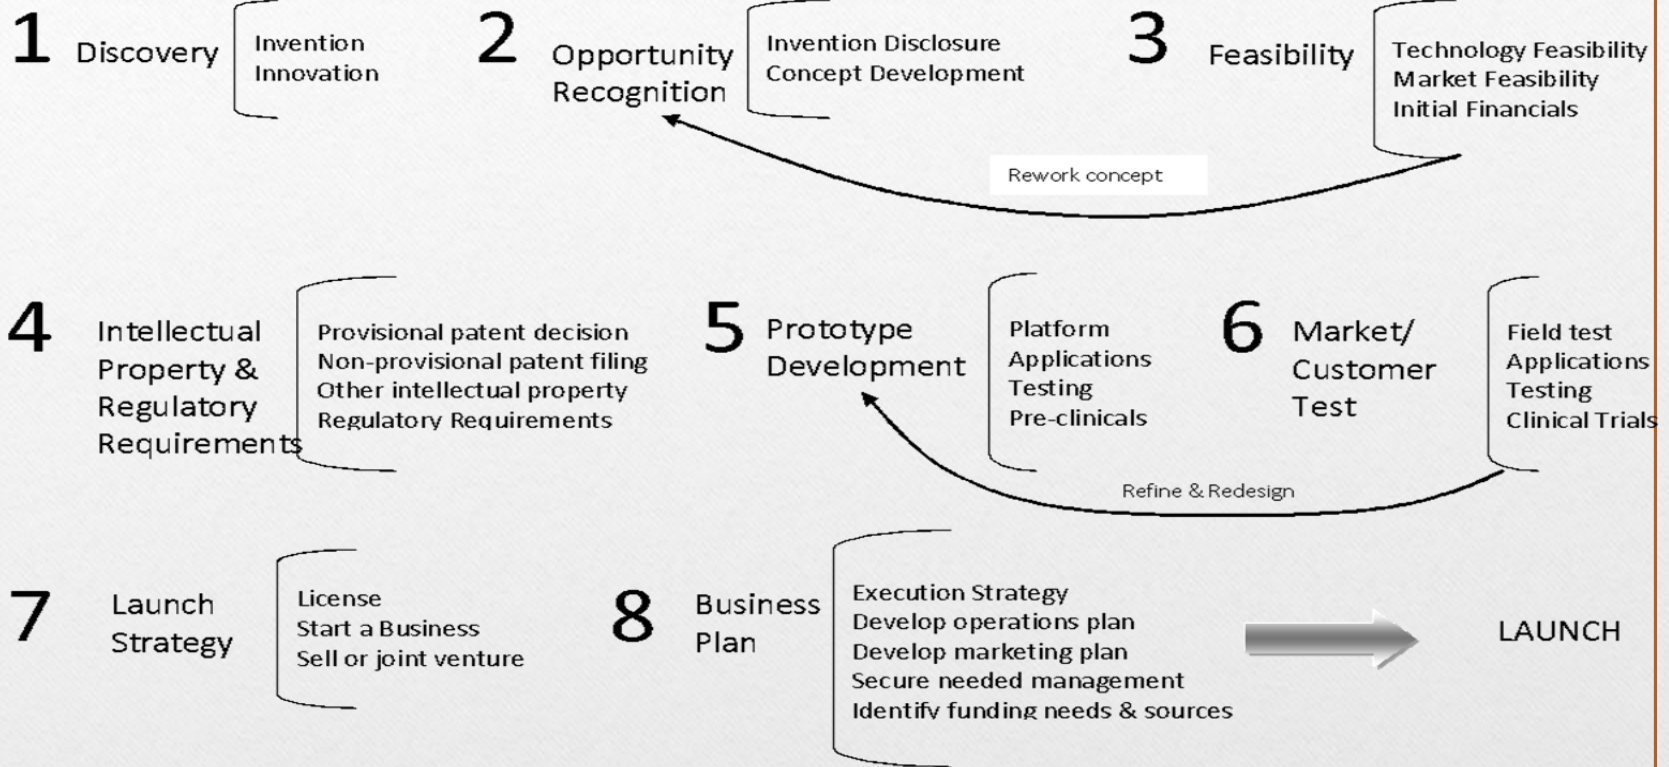 1
Discovery
Invention
Innovation
2
Opportunity
Recognition
Invention Disclosure
Concept Development
3
Feasibility
Technology Feasibility
Market Feasibility
Initial Financials
Rework concept
4
Intellectual
Property &
Regulatory
Requirements
Provisional patent decision
Non-provisional patent filing
Other intellectual property
Regulatory Requirements
5
Prototype
Development
Platform
Applications
Testing
Pre-clinicals
6
Market/
Customer
Test
Field test
Applications
Testing
Clinical Trials
Refine & Redesign
7
Launch
Strategy
License
Start a Business
Sell or joint venture
8
Business
Plan
Execution Strategy
Develop operations plan
Develop marketing plan
Secure needed management
Identify funding needs & sources
LAUNCH